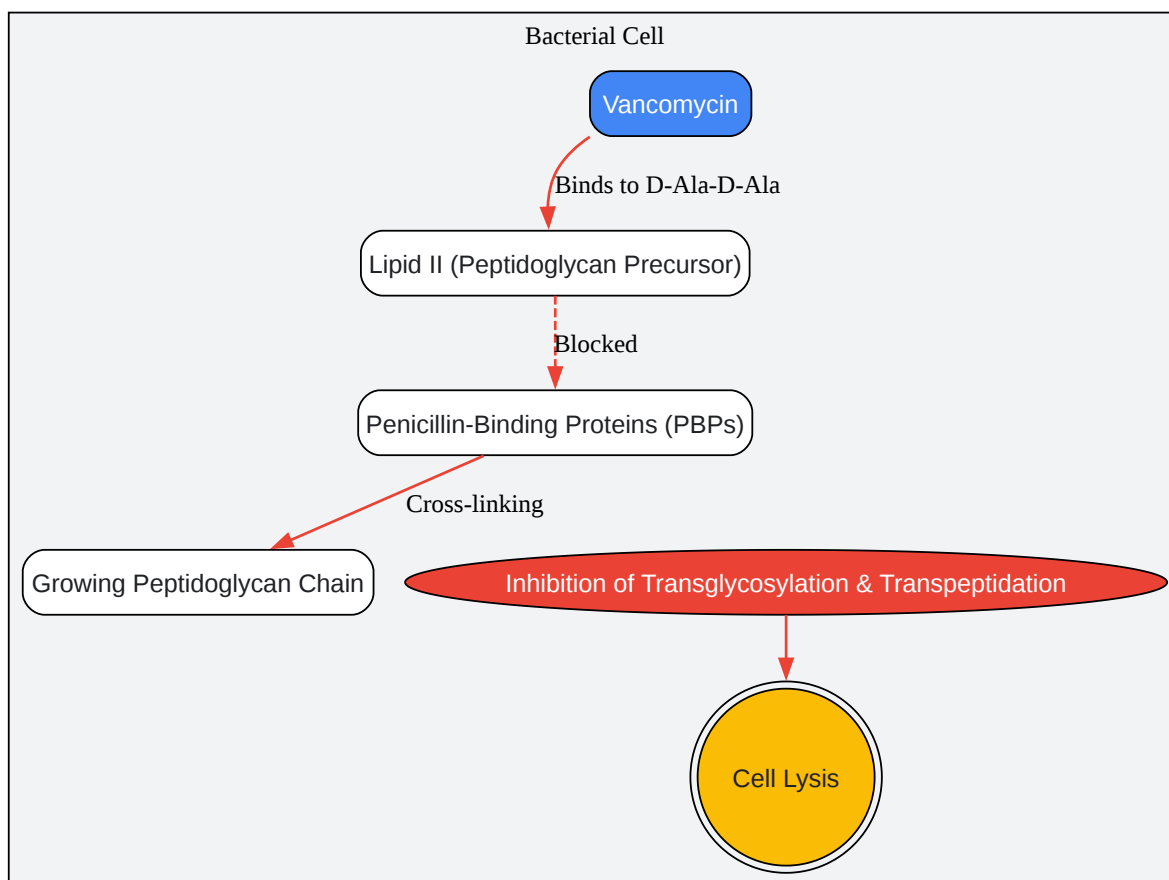 Bacterial Cell
Vancomycin
Binds to D-Ala-D-Ala
Lipid II (Peptidoglycan Precursor)
Blocked
Penicillin-Binding Proteins (PBPs)
Cross-linking
Growing Peptidoglycan Chain
Inhibition of Transglycosylation & Transpeptidation
Cell Lysis